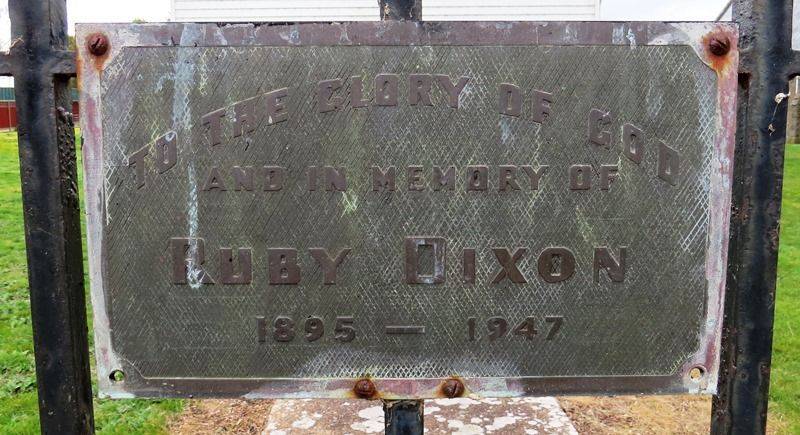 TO THE GLORY OF GOD
AND IN MEMORY OF
RUBY DIXON
1895 — 1947